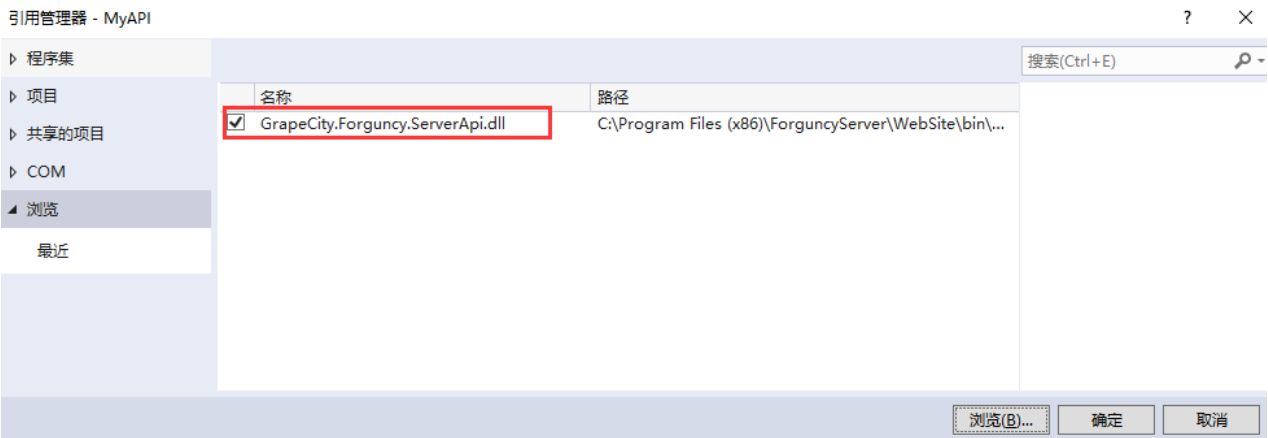 引用管理器 - MyAPI
? ×
▷ 程序集
搜索(Ctrl+E)
▷ 项目
名称 路径
GrapeCity.Forguncy.ServerApi.dll C:\Program Files (x86)\ForguncyServer\WebSite\bin\...
▷ 共享的项目
▷ COM
浏览
最近
浏览(B)... 确定 取消